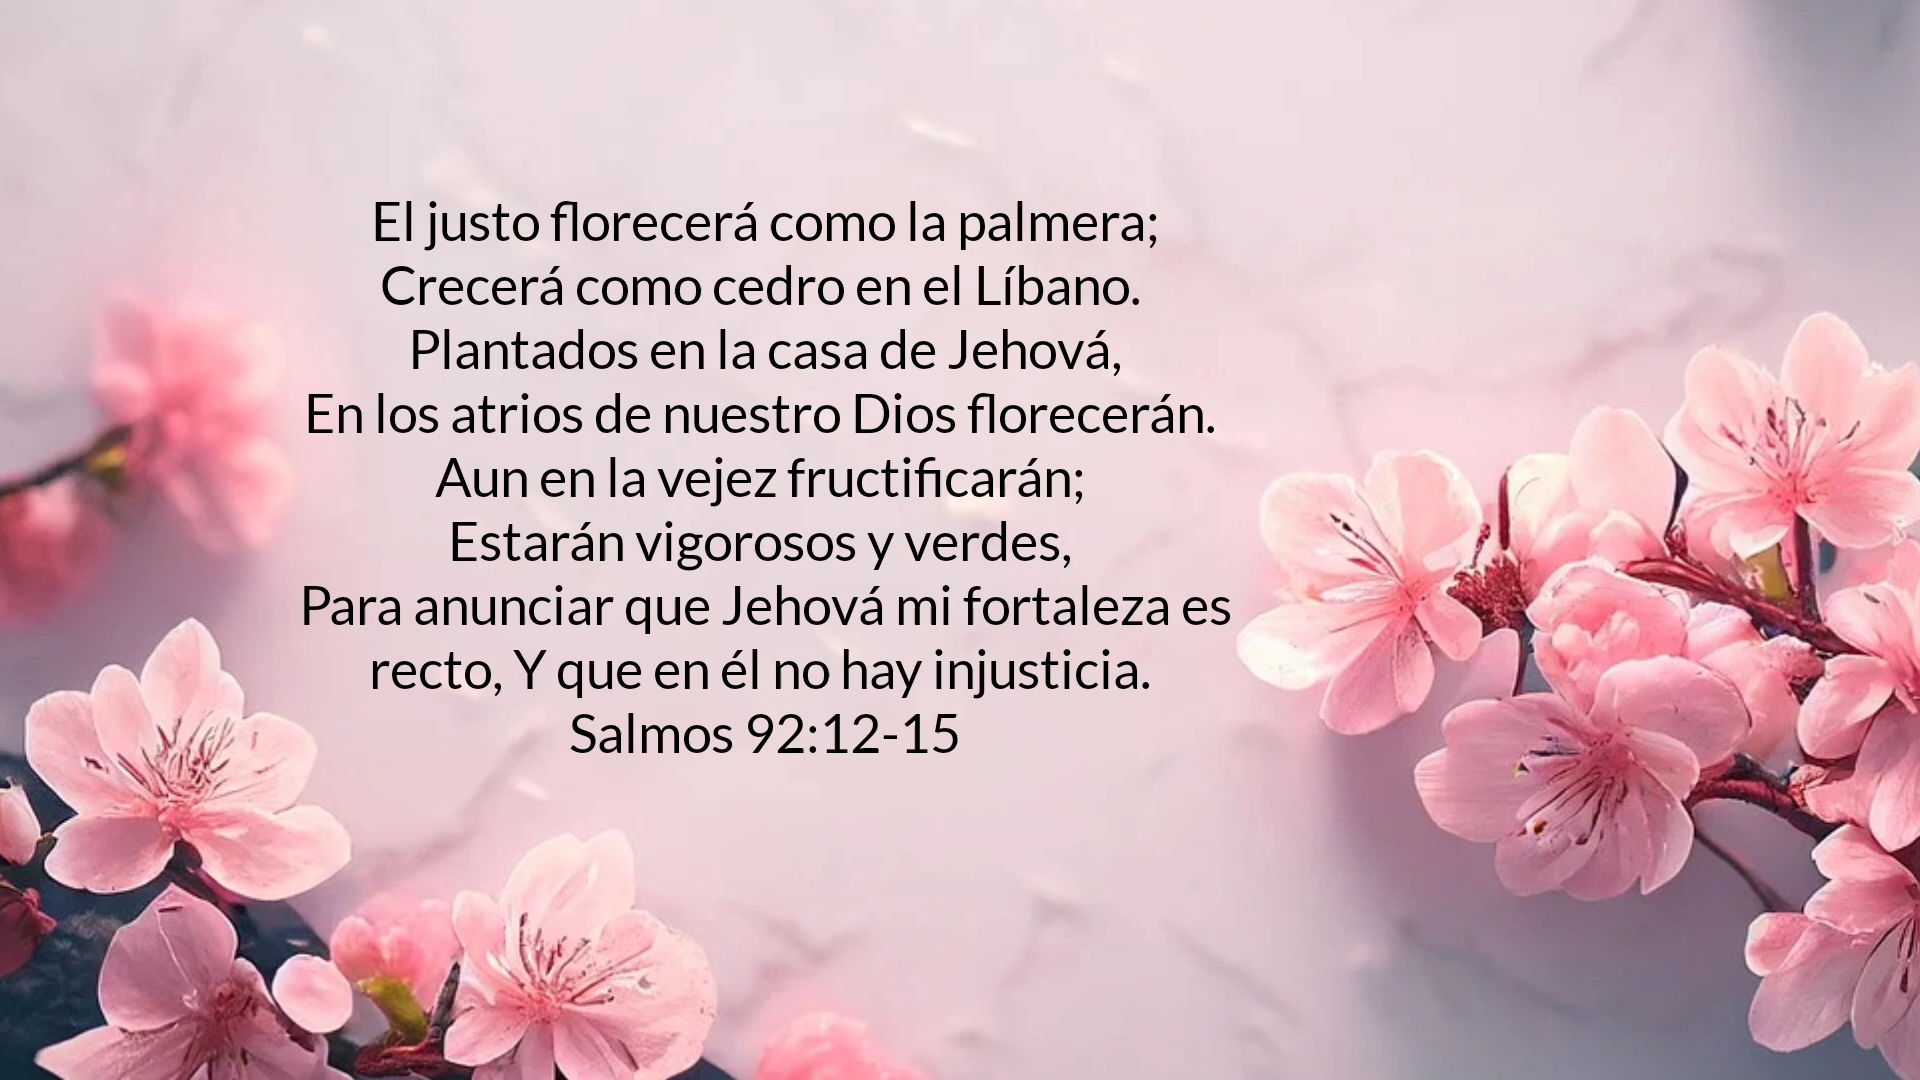 El justo florecerá como la palmera;
Crecerá como cedro en el Líbano.
Plantados en la casa de Jehová,
En los atrios de nuestro Dios florecerán.
Aun en la vejez fructificarán;
Estarán vigorosos y verdes,
Para anunciar que Jehová mi fortaleza es
recto, Y que en él no hay injusticia.
Salmos 92:12-15